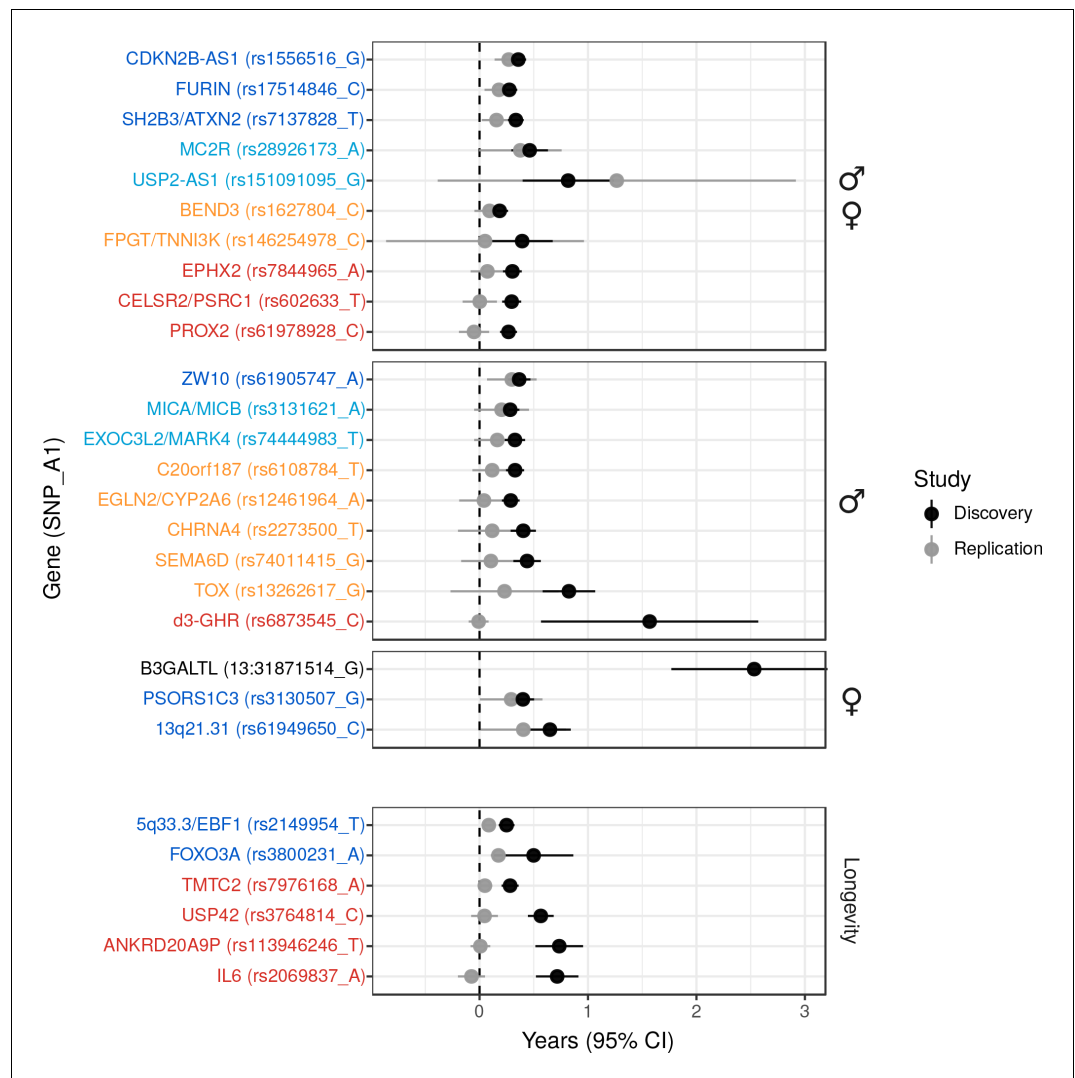 CDKN2B-AS1 (rs1556516_G)
FURIN (rs17514846_C)
SH2B3/ATXN2 (rs7137828_T)
MC2R (rs28926173_A)
USP2-AS1 (rs151091095_G)
♂
BEND3 (rs1627804_C)
♀
FPGT/TNNI3K (rs146254978_C)
EPHX2 (rs7844965_A)
CELSR2/PSRC1 (rs602633_T)
PROX2 (rs61978928_C)
ZW10 (rs61905747_A)
MICA/MICB (rs3131621_A)
EXOC3L2/MARK4 (rs74444983_T)
C20orf187 (rs6108784_T)
EGLN2/CYP2A6 (rs12461964_A)
♂
CHRNA4 (rs2273500_T)
SEMA6D (rs74011415_G)
TOX (rs13262617_G)
d3-GHR (rs6873545_C)
B3GALTL (13:31871514_G)
PSORS1C3 (rs3130507_G)
♀
13q21.31 (rs61949650_C)
5q33.3/EBF1 (rs2149954_T)
FOXO3A (rs3800231_A)
TMTC2 (rs7976168_A)
USP42 (rs3764814_C)
ANKRD20A9P (rs113946246_T)
IL6 (rs2069837_A)
Longevity
0 1 2 3
Years (95% CI)
Gene (SNP_A1)
Study
Discovery
Replication